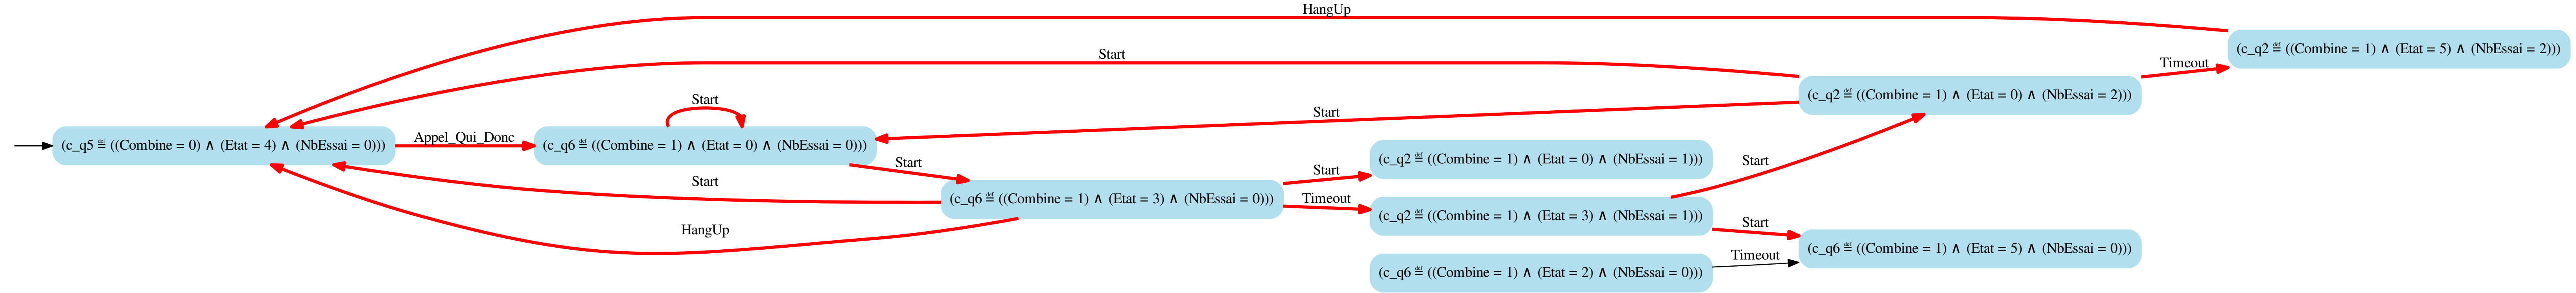 HangUp
(c_q2 ≝ ((Combine = 1) ∧ (Etat = 5) ∧ (NbEssai = 2)))
Start
Timeout
(c_q2 ≝ ((Combine = 1) ∧ (Etat = 0) ∧ (NbEssai = 2)))
Start
Start
Appel_Qui_Donc
(c_q5 ≝ ((Combine = 0) ∧ (Etat = 4) ∧ (NbEssai = 0)))
(c_q6 ≝ ((Combine = 1) ∧ (Etat = 0) ∧ (NbEssai = 0)))
Start
Start
(c_q2 ≝ ((Combine = 1) ∧ (Etat = 0) ∧ (NbEssai = 1)))
Start
Start
(c_q6 ≝ ((Combine = 1) ∧ (Etat = 3) ∧ (NbEssai = 0)))
Timeout
(c_q2 ≝ ((Combine = 1) ∧ (Etat = 3) ∧ (NbEssai = 1)))
Start
HangUp
(c_q6 ≝ ((Combine = 1) ∧ (Etat = 5) ∧ (NbEssai = 0)))
Timeout
(c_q6 ≝ ((Combine = 1) ∧ (Etat = 2) ∧ (NbEssai = 0)))